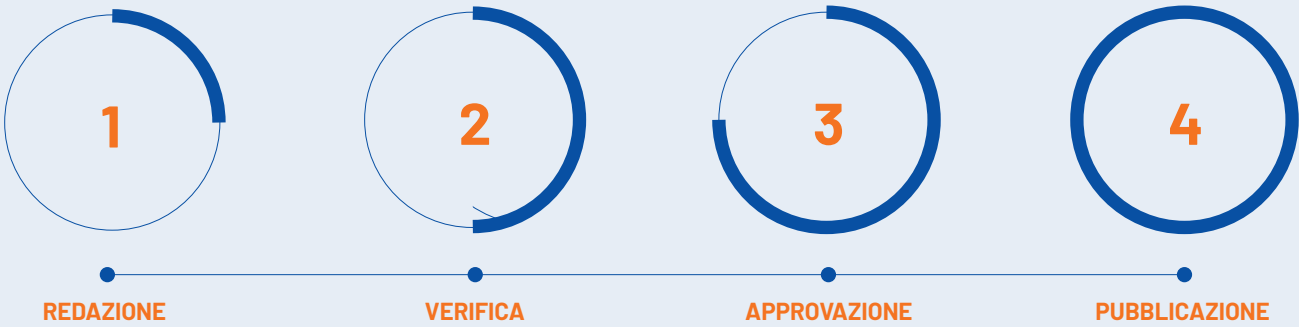 1
2
3
4
REDAZIONE
VERIFICA
APPROVAZIONE
PUBBLICAZIONE